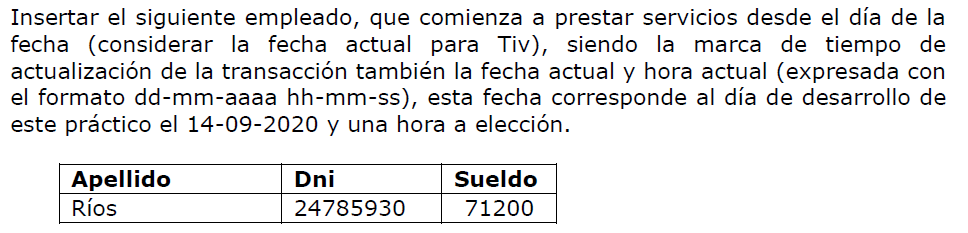 Insertar el siguiente empleado, que comienza a prestar servicios desde el día de la
fecha (considerar la fecha actual para Tiv), siendo la marca de tiempo de
actualización de la transacción también la fecha actual y hora actual (expresada con
el formato dd-mm-aaaa hh-mm-ss), esta fecha corresponde al día de desarrollo de
este práctico el 14-09-2020 y una hora a elección.
Apellido Dni Sueldo
Ríos 24785930 71200